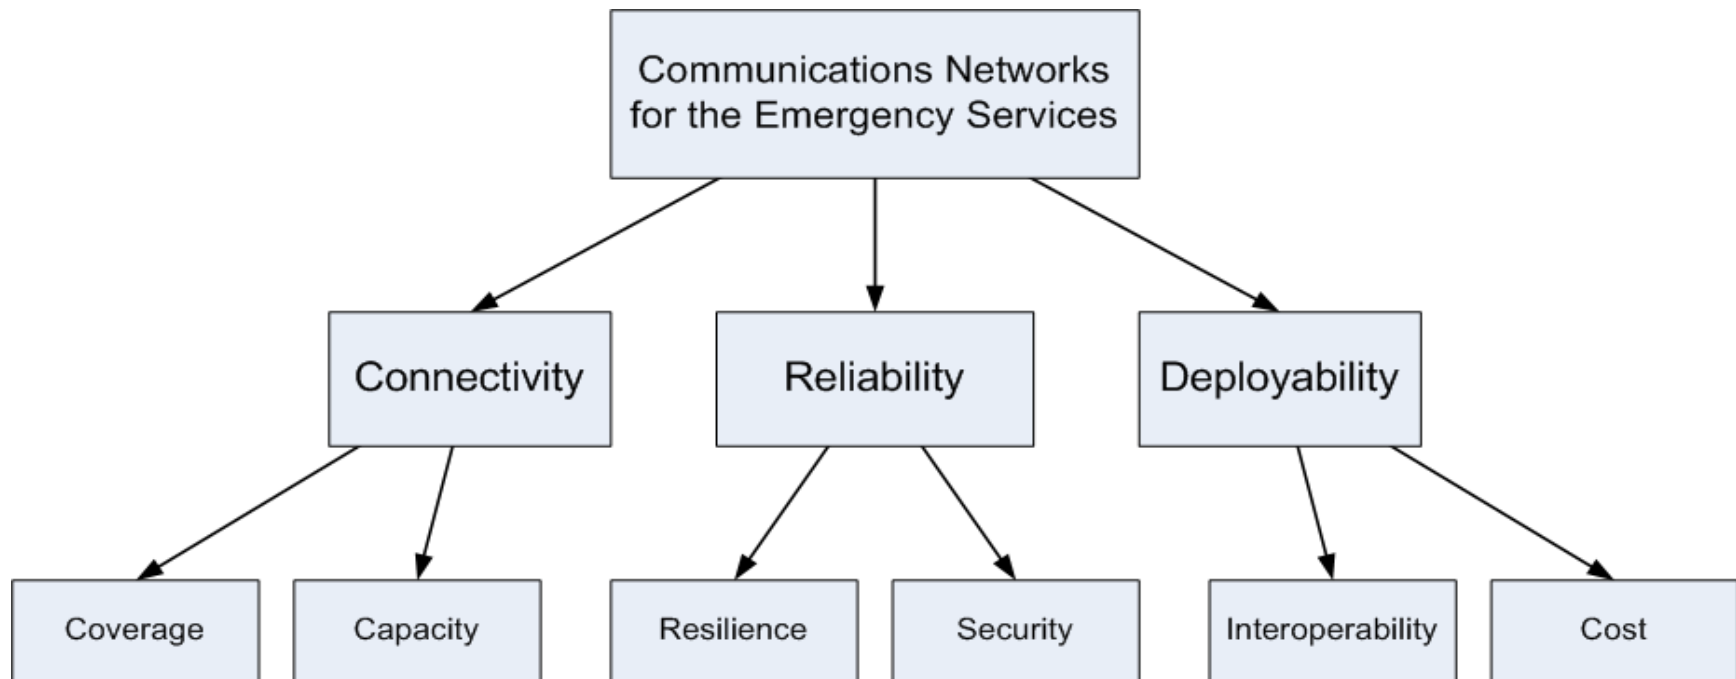 Communications Networks
for the Emergency Services
Connectivity
Reliability
Deployability
Coverage
Capacity
Resilience
Security
Interoperability
Cost